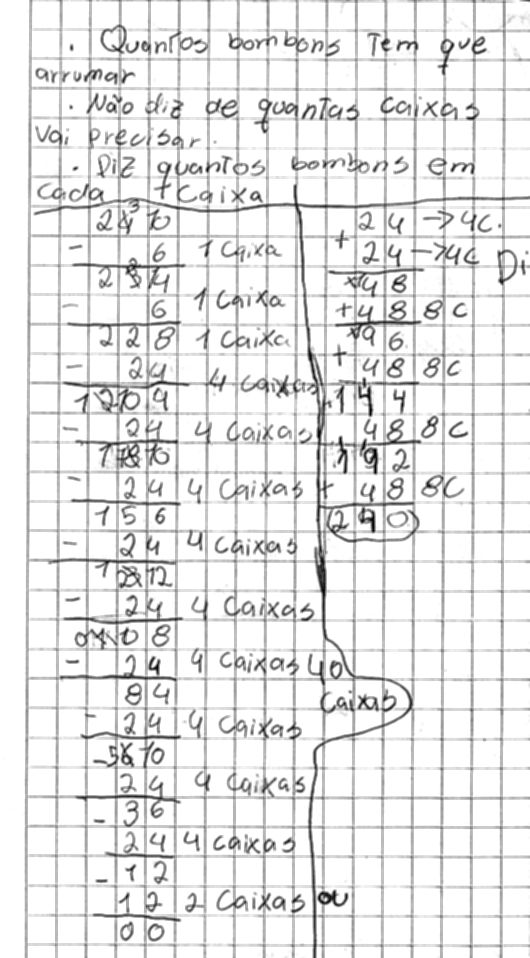 . Quantos bombons Tem que
arrumar
. Não diz de quantas caixas
vai precisar.
. Diz quantos bombons em
cada caixa
240
- 6 1 Caixa
234
- 6 1 Caixa
228 1 Caixa
- 24 4 caixas
204
- 24 4 Caixas
180
- 24 4 Caixas
156
- 24 4 Caixas
132
- 24 4 Caixas
108
- 24 4 Caixas
84
- 24 4 Caixas
60
- 24 4 Caixas
36
- 24 4 caixas
12
- 12 2 Caixas ou
00
24 → 4C.
+ 24 → 4C
48
+ 48 8C
96
+ 48 8C
144
+ 48 8C
192
+ 48 8C
240
40
Caixas
Di